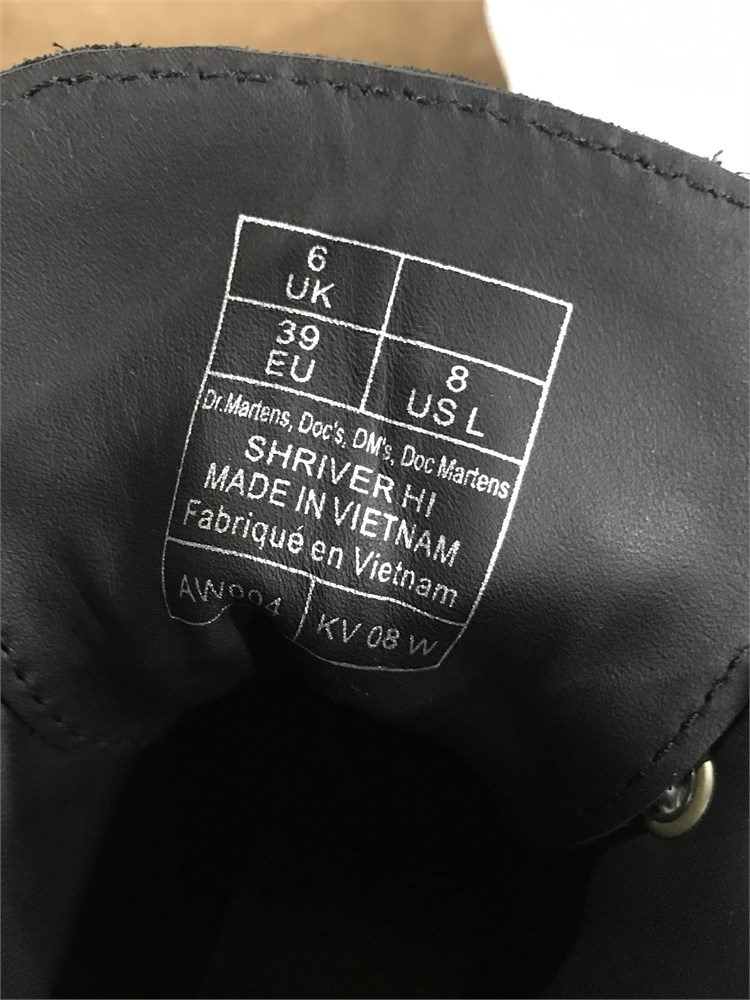 6
UK
39
EU
8
US L
Dr.Martens, Doc's, DM's, Doc Martens
SHRIVER HI
MADE IN VIETNAM
Fabriqué en Vietnam
KV 08 W